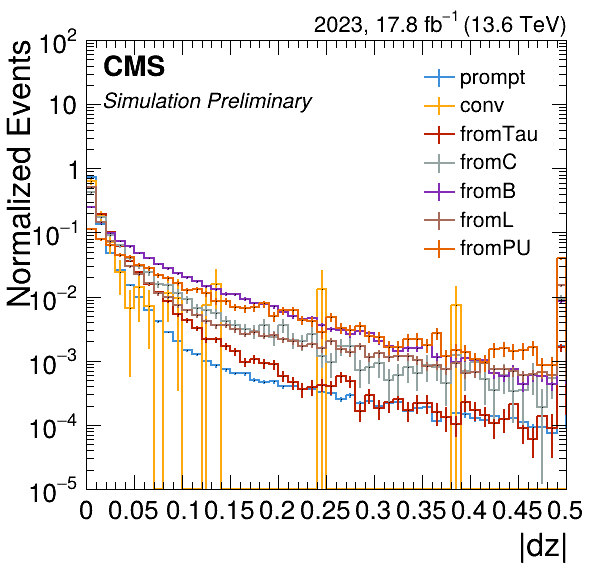 2023, 17.8 fb⁻¹ (13.6 TeV)
CMS
Simulation Preliminary
Normalized Events
10²
10
1
10⁻¹
10⁻²
10⁻³
10⁻⁴
10⁻⁵
prompt
conv
fromTau
fromC
fromB
fromL
fromPU
0 0.05 0.1 0.15 0.2 0.25 0.3 0.35 0.4 0.45 0.5
|dz|